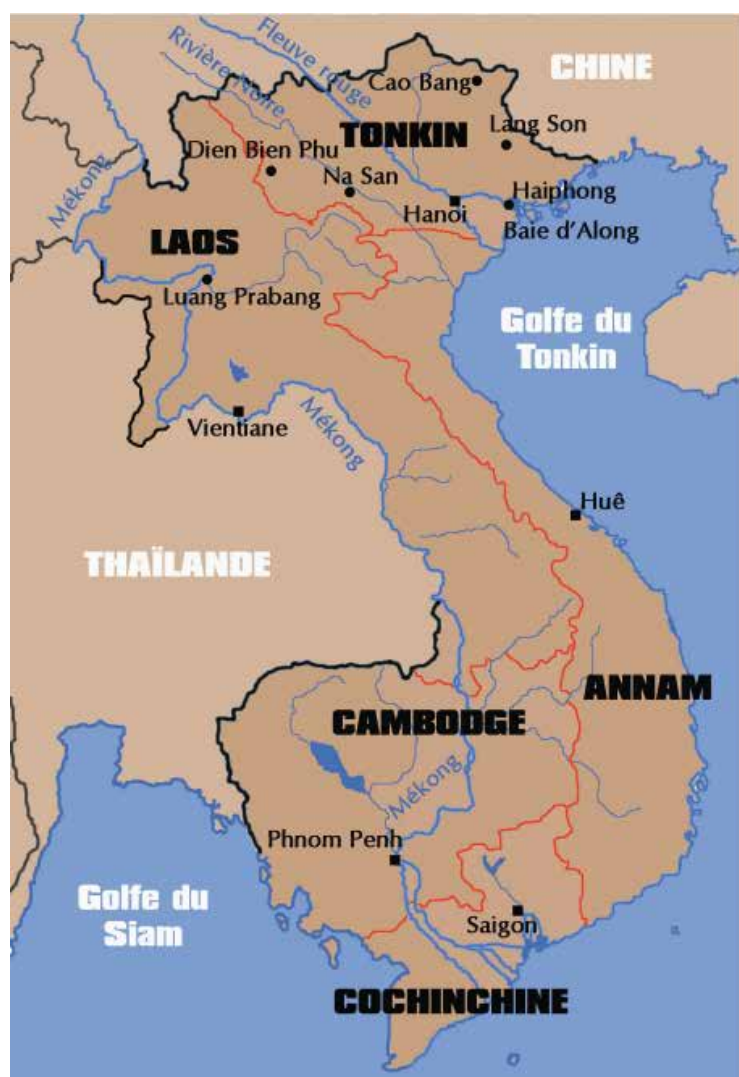 CHINE
Fleuve rouge
Rivière Noire
Cao Bang
TONKIN
Lang Son
Dien Bien Phu
Na San
Mékong
Hanoi
Haiphong
Baie d'Along
LAOS
Luang Prabang
Golfe du
Tonkin
Vientiane
Mékong
Huê
THAÏLANDE
ANNAM
CAMBODGE
Mékong
Phnom Penh
Golfe du
Siam
Saigon
COCHINCHINE